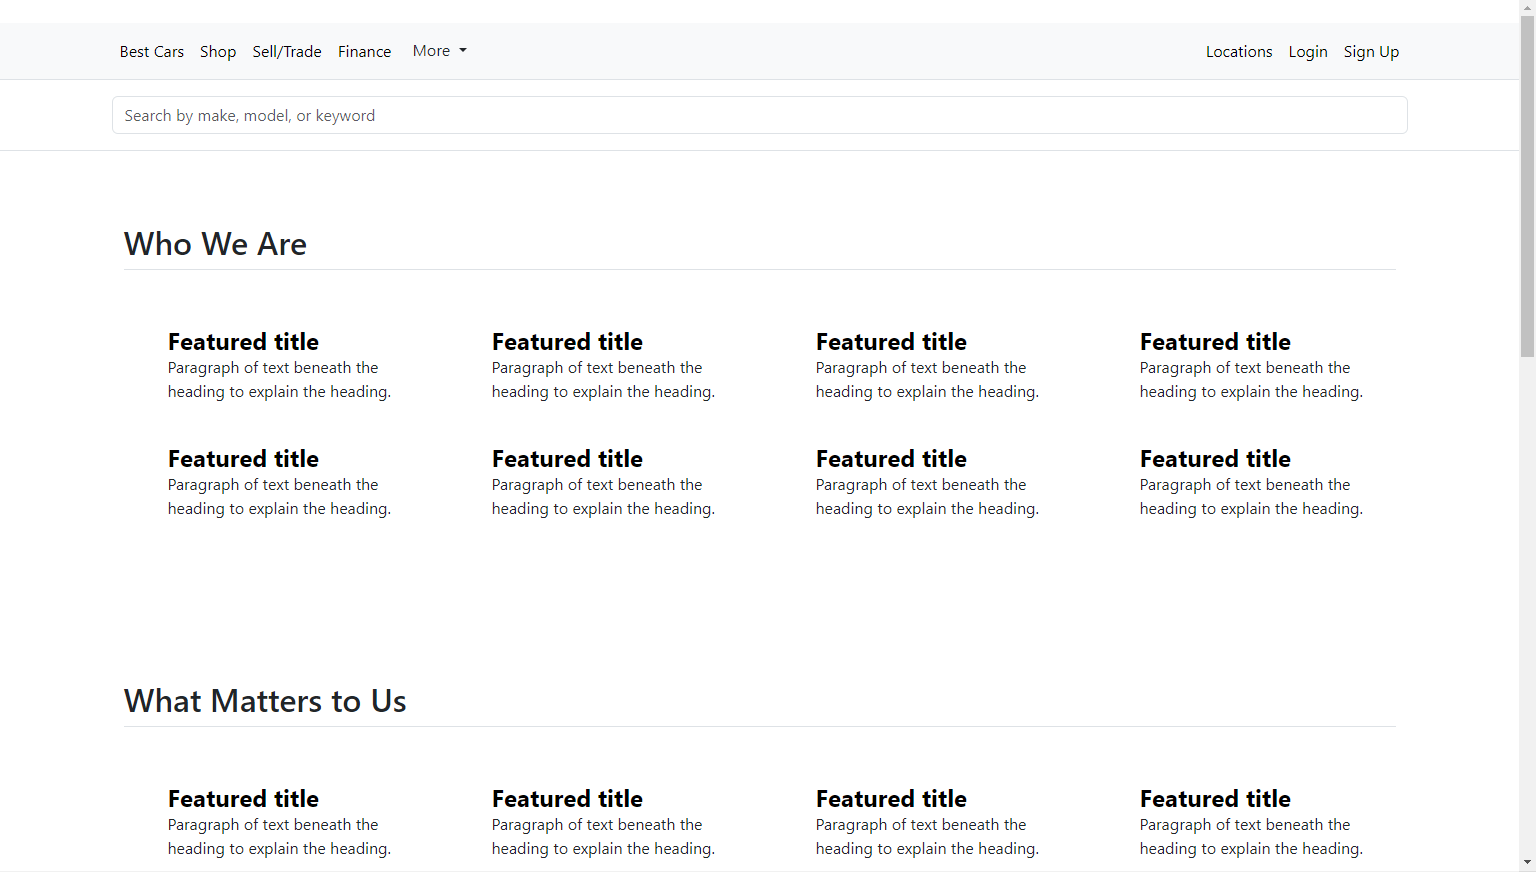 Best Cars Shop Sell/Trade Finance More Locations Login Sign Up
Search by make, model, or keyword
Who We Are
Featured title Featured title Featured title Featured title
Paragraph of text beneath the Paragraph of text beneath the Paragraph of text beneath the Paragraph of text beneath the
heading to explain the heading. heading to explain the heading. heading to explain the heading. heading to explain the heading.
Featured title Featured title Featured title Featured title
Paragraph of text beneath the Paragraph of text beneath the Paragraph of text beneath the Paragraph of text beneath the
heading to explain the heading. heading to explain the heading. heading to explain the heading. heading to explain the heading.
What Matters to Us
Featured title Featured title Featured title Featured title
Paragraph of text beneath the Paragraph of text beneath the Paragraph of text beneath the Paragraph of text beneath the
heading to explain the heading. heading to explain the heading. heading to explain the heading. heading to explain the heading.